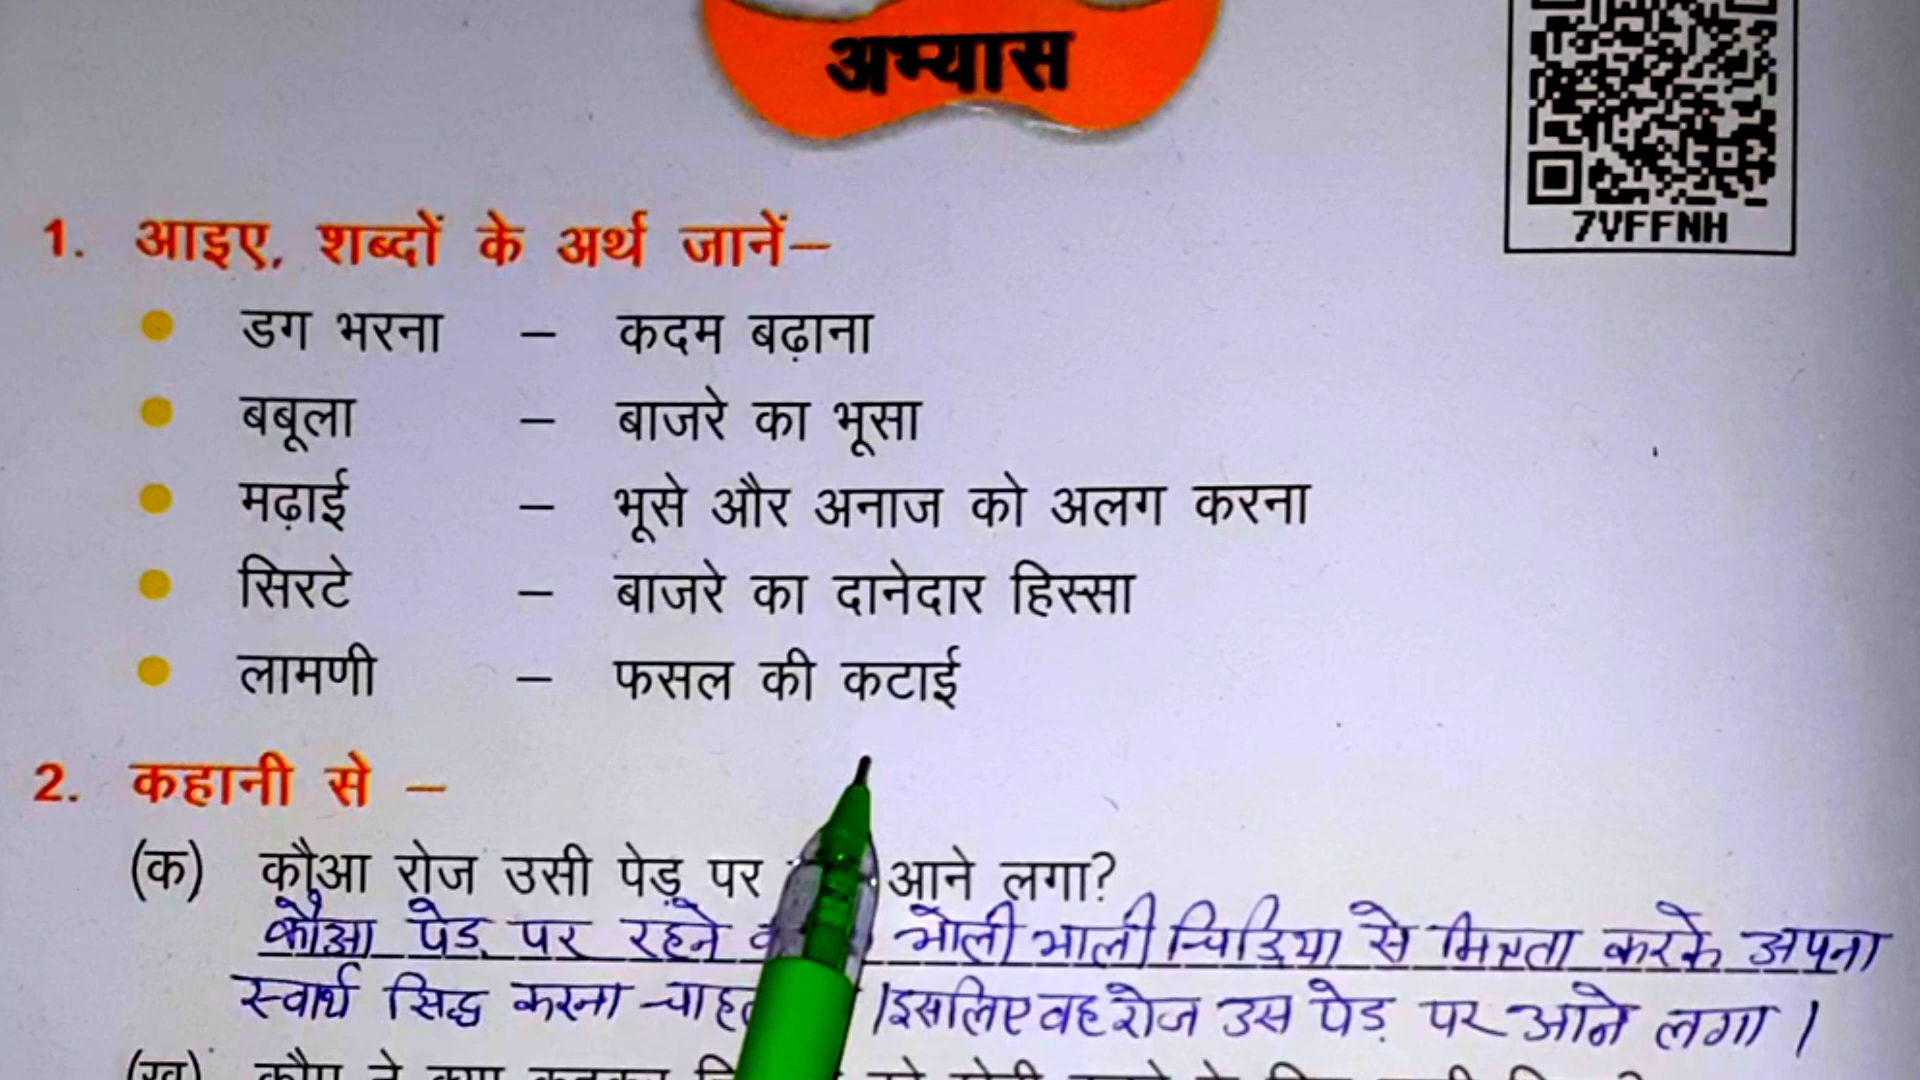 अभ्यास
7VFFNH
1. आइए, शब्दों के अर्थ जानें–
डग भरना – कदम बढ़ाना
बबूला – बाजरे का भूसा
मढ़ाई – भूसे और अनाज को अलग करना
सिरटे – बाजरे का दानेदार हिस्सा
लामणी – फसल की कटाई
2. कहानी से –
(क) कौआ रोज उसी पेड़ पर आने लगा?
कौआ पेड़ पर रहने भोली भाली चिड़िया से मित्रता करके अपना
स्वार्थ सिद्ध करना । इसलिए वह रोज उस पेड़ पर आने लगा ।
(ख)